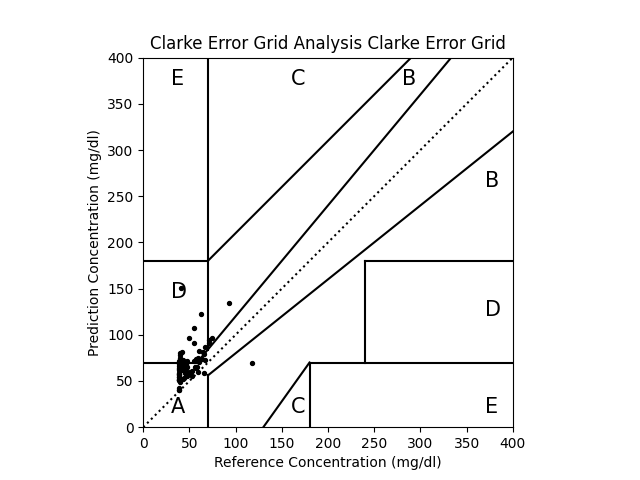 Clarke Error Grid Analysis Clarke Error Grid
400
350
300
250
200
150
100
50
0
Prediction Concentration (mg/dl)
E C B
B
D D
A C E
0 50 100 150 200 250 300 350 400
Reference Concentration (mg/dl)